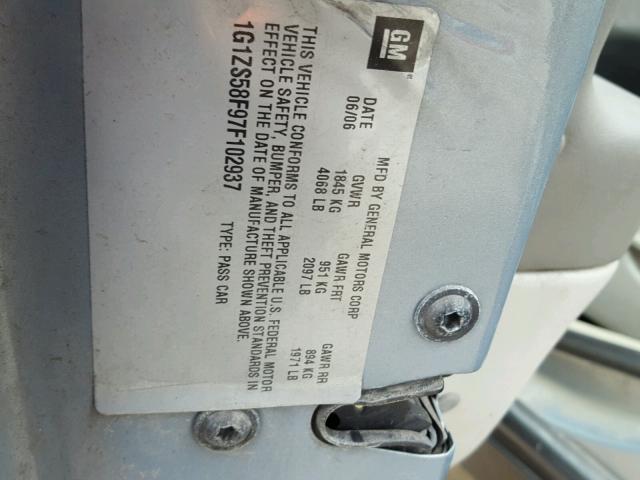 GM
MFD BY GENERAL MOTORS CORP
DATE GVWR GAWR FRT GAWR RR
06/06 1845 KG 951 KG 894 KG
4068 LB 2097 LB 1971 LB
THIS VEHICLE CONFORMS TO ALL APPLICABLE U.S. FEDERAL MOTOR
VEHICLE SAFETY, BUMPER, AND THEFT PREVENTION STANDARDS IN
EFFECT ON THE DATE OF MANUFACTURE SHOWN ABOVE.
1G1ZS58F97F102937 TYPE: PASS CAR